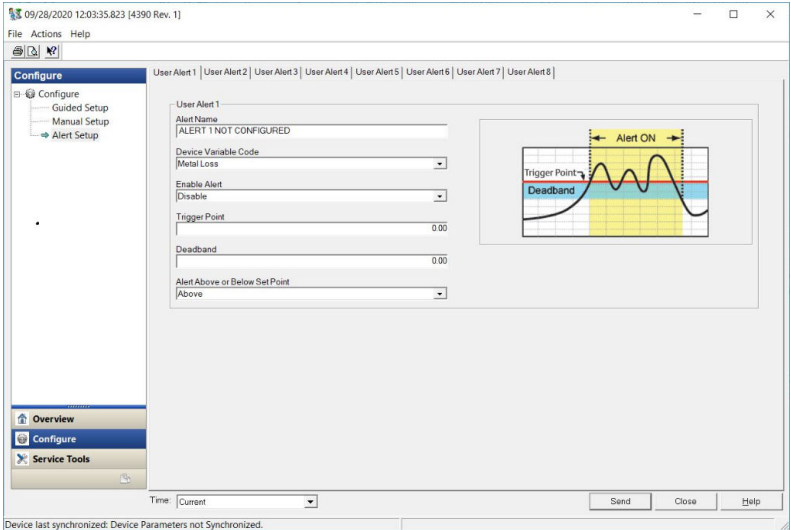 09/28/2020 12:03:35.823 [4390 Rev. 1]
File Actions Help
Configure
Configure
Guided Setup
Manual Setup
Alert Setup
Overview
Configure
Service Tools
User Alert 1 User Alert 2 User Alert 3 User Alert 4 User Alert 5 User Alert 6 User Alert 7 User Alert 8
User Alert 1
Alert Name
ALERT 1 NOT CONFIGURED
Device Variable Code
Metal Loss
Enable Alert
Disable
Trigger Point
0.00
Deadband
0.00
Alert Above or Below Set Point
Above
Alert ON
Trigger Point
Deadband
Time: Current
Send Close Help
Device last synchronized: Device Parameters not Synchronized.